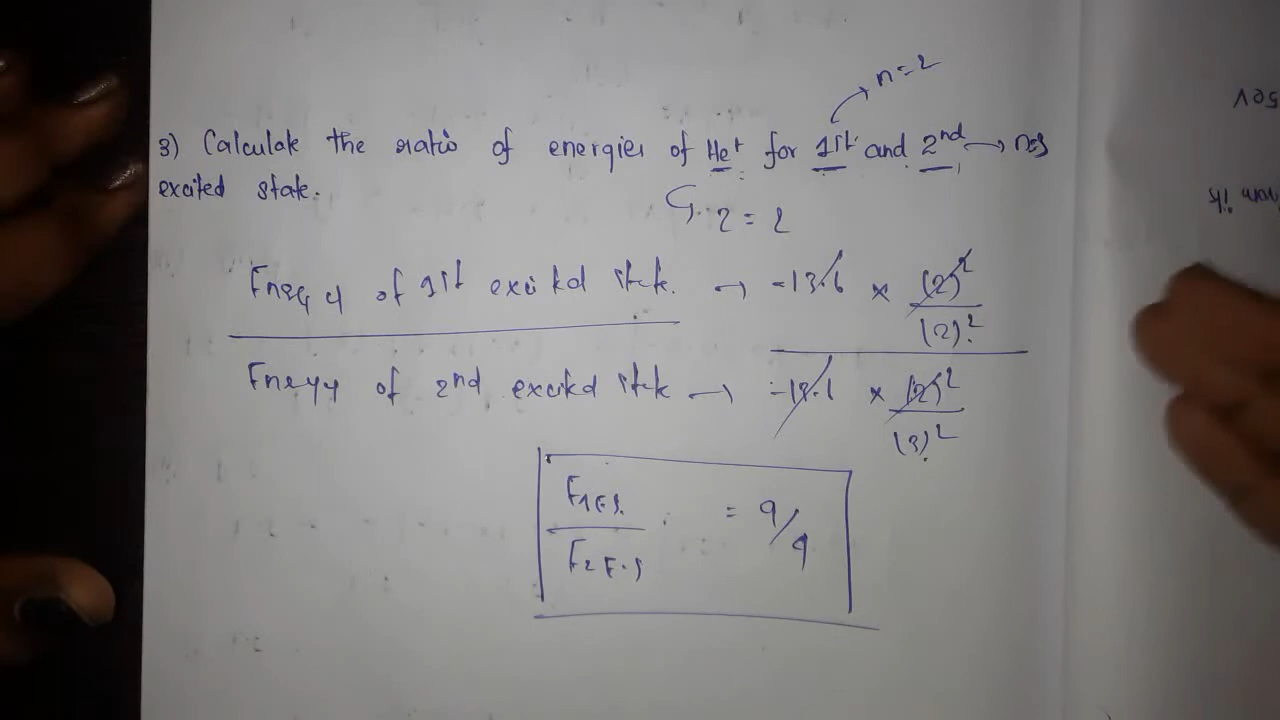 n=2
3) Calculate the ratio of energies of He+ for 1st and 2nd → n=3
excited state.
z = 2
Energy of 1st excited state. → -13.6 × (2)²
(2)²
Energy of 2nd excited state → -13.6 × (2)²
(3)²
E1E.S.
= 9/4
E2E.S
5eV